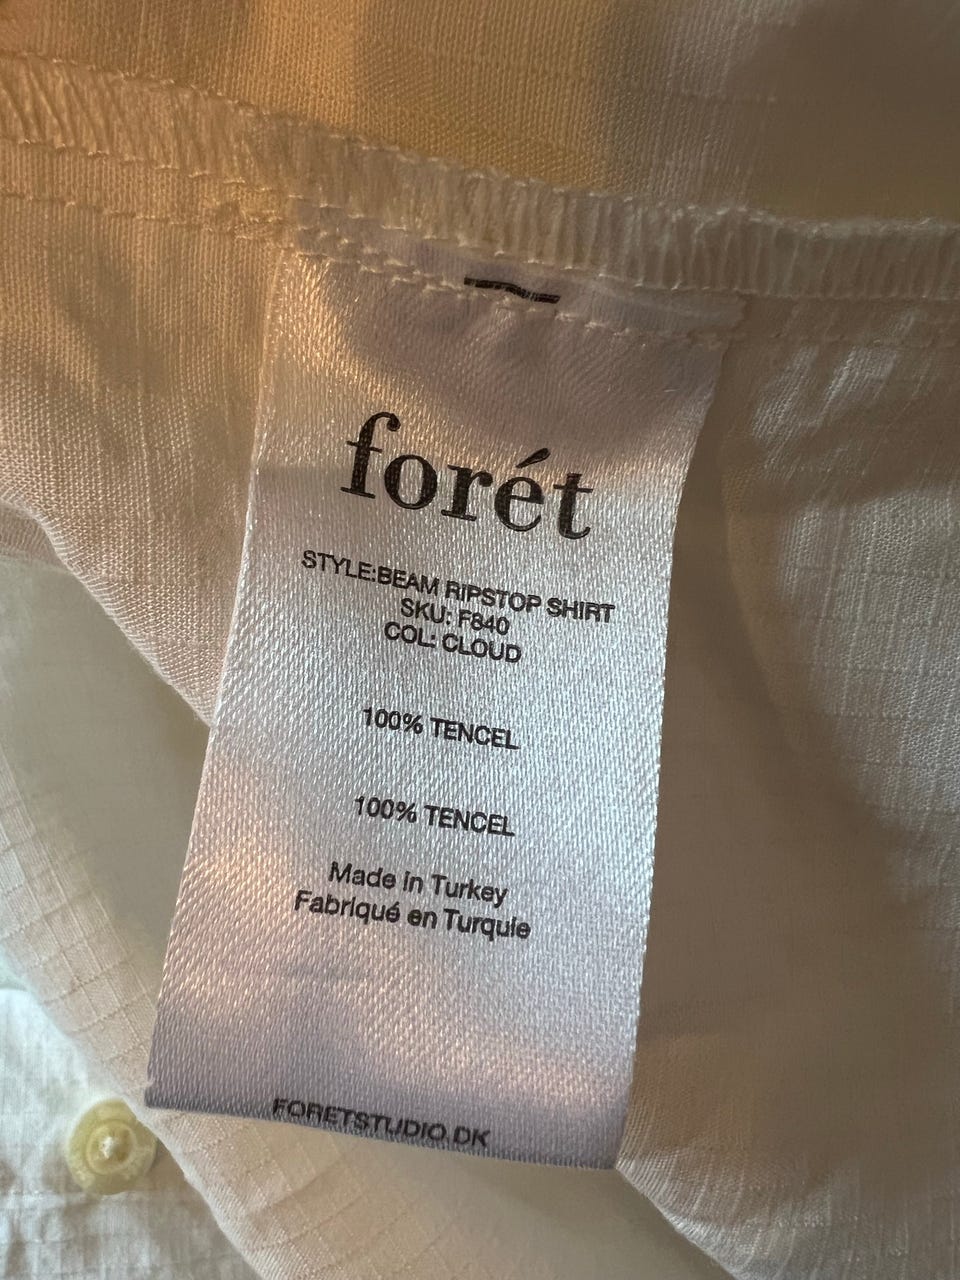 forét
STYLE:BEAM RIPSTOP SHIRT
SKU: F840
COL: CLOUD
100% TENCEL
100% TENCEL
Made in Turkey
Fabriqué en Turquie
FORETSTUDIO.DK